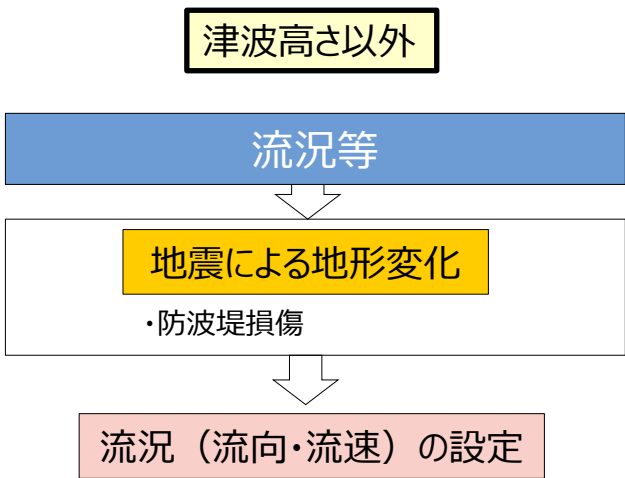 津波高さ以外
流況等
地震による地形変化
・防波堤損傷
流況（流向・流速）の設定